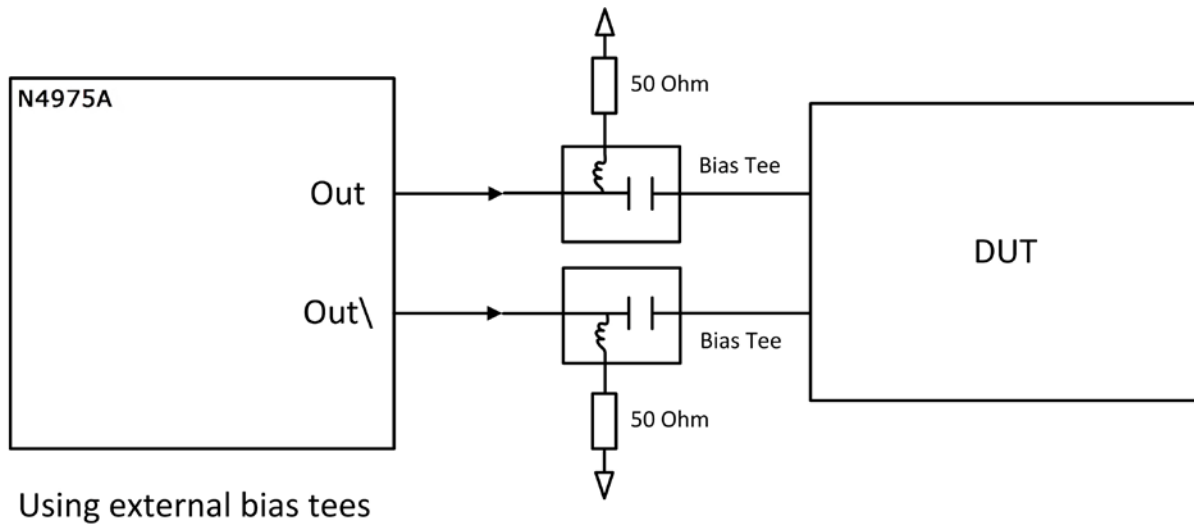 N4975A
50 Ohm
Bias Tee
Out
DUT
Out\
Bias Tee
50 Ohm
Using external bias tees